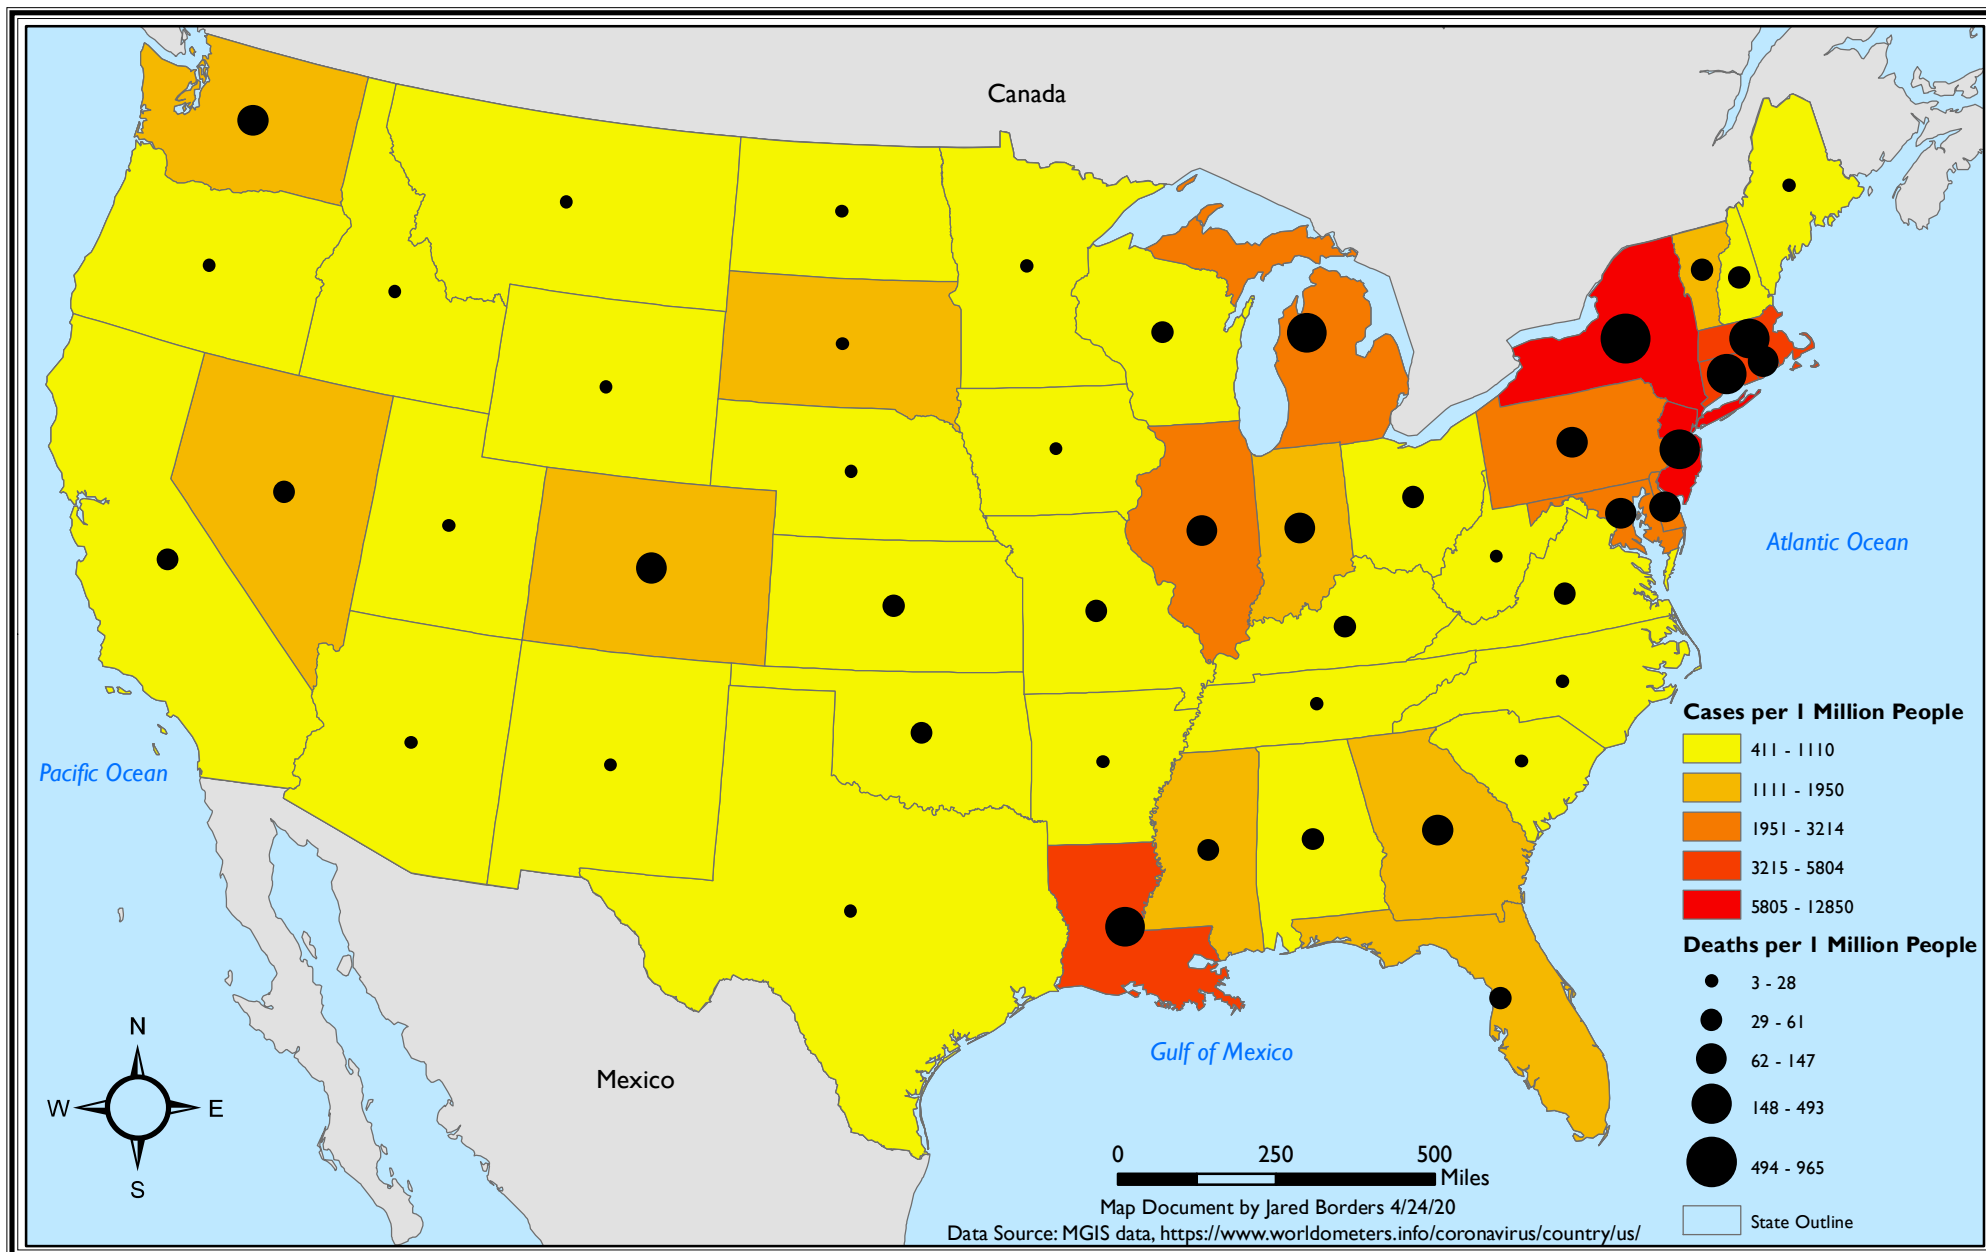 Canada
Atlantic Ocean
Pacific Ocean
Gulf of Mexico
Mexico
N
W
E
S
Cases per 1 Million People
411 - 1110
1111 - 1950
1951 - 3214
3215 - 5804
5805 - 12850
Deaths per 1 Million People
3 - 28
29 - 61
62 - 147
148 - 493
494 - 965
State Outline
0 250 500
Miles
Map Document by Jared Borders 4/24/20
Data Source: MGIS data, https://www.worldometers.info/coronavirus/country/us/